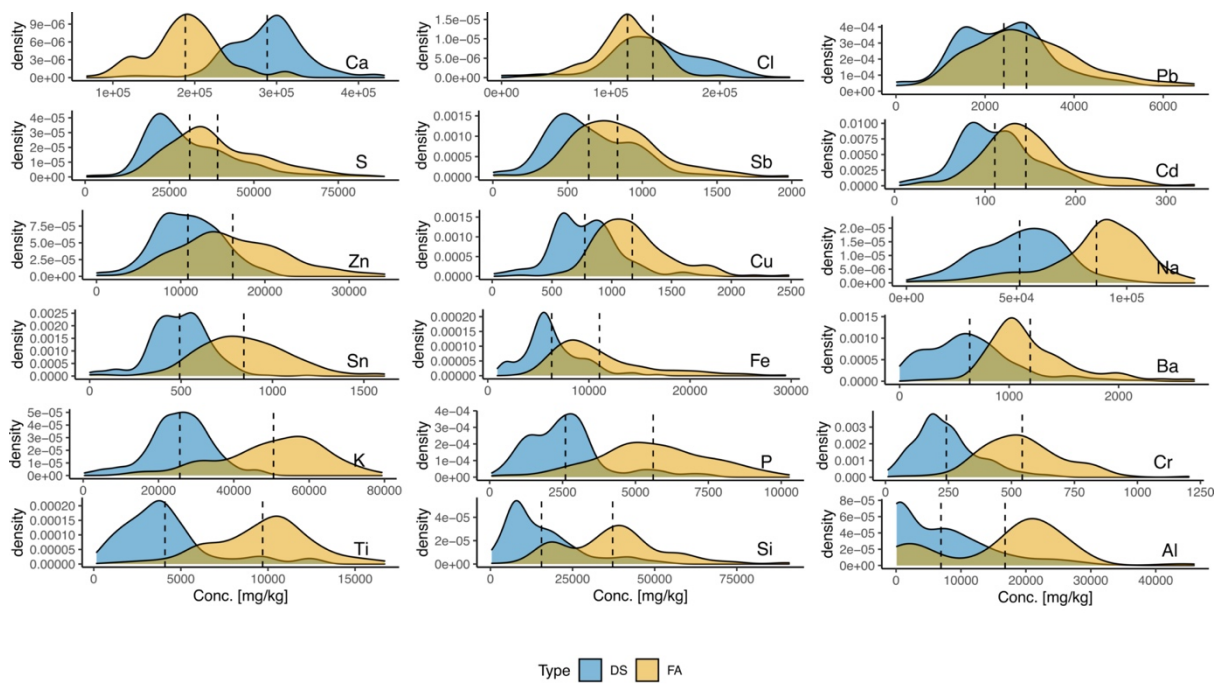 density
9e−06
6e−06
3e−06
0e+00
Ca
1e+05
2e+05
3e+05
4e+05
density
1.5e−05
1.0e−05
5.0e−06
0.0e+00
Cl
0e+00
1e+05
2e+05
density
4e−04
3e−04
2e−04
1e−04
0e+00
Pb
0
2000
4000
6000
density
4e−05
3e−05
2e−05
1e−05
0e+00
S
0
25000
50000
75000
density
0.0015
0.0010
0.0005
0.0000
Sb
0
500
1000
1500
2000
density
0.0100
0.0075
0.0050
0.0025
0.0000
Cd
0
100
200
300
density
7.5e−05
5.0e−05
2.5e−05
0.0e+00
Zn
0
10000
20000
30000
density
0.0015
0.0010
0.0005
0.0000
Cu
0
500
1000
1500
2000
2500
density
2.0e−05
1.5e−05
1.0e−05
5.0e−06
0.0e+00
Na
0e+00
5e+04
1e+05
density
0.0025
0.0020
0.0015
0.0010
0.0005
0.0000
Sn
0
500
1000
1500
density
0.00020
0.00015
0.00010
0.00005
0.00000
Fe
0
10000
20000
30000
density
0.0015
0.0010
0.0005
0.0000
Ba
0
1000
2000
density
5e−05
4e−05
3e−05
2e−05
1e−05
0e+00
K
0
20000
40000
60000
80000
density
4e−04
3e−04
2e−04
1e−04
0e+00
P
0
2500
5000
7500
10000
density
0.003
0.002
0.001
0.000
Cr
0
250
500
750
1000
1250
density
0.00020
0.00015
0.00010
0.00005
0.00000
Ti
0
5000
10000
15000
Conc. [mg/kg]
density
4e−05
2e−05
0e+00
Si
0
25000
50000
75000
Conc. [mg/kg]
density
8e−05
6e−05
4e−05
2e−05
0e+00
Al
0
10000
20000
30000
40000
Conc. [mg/kg]
Type DS FA